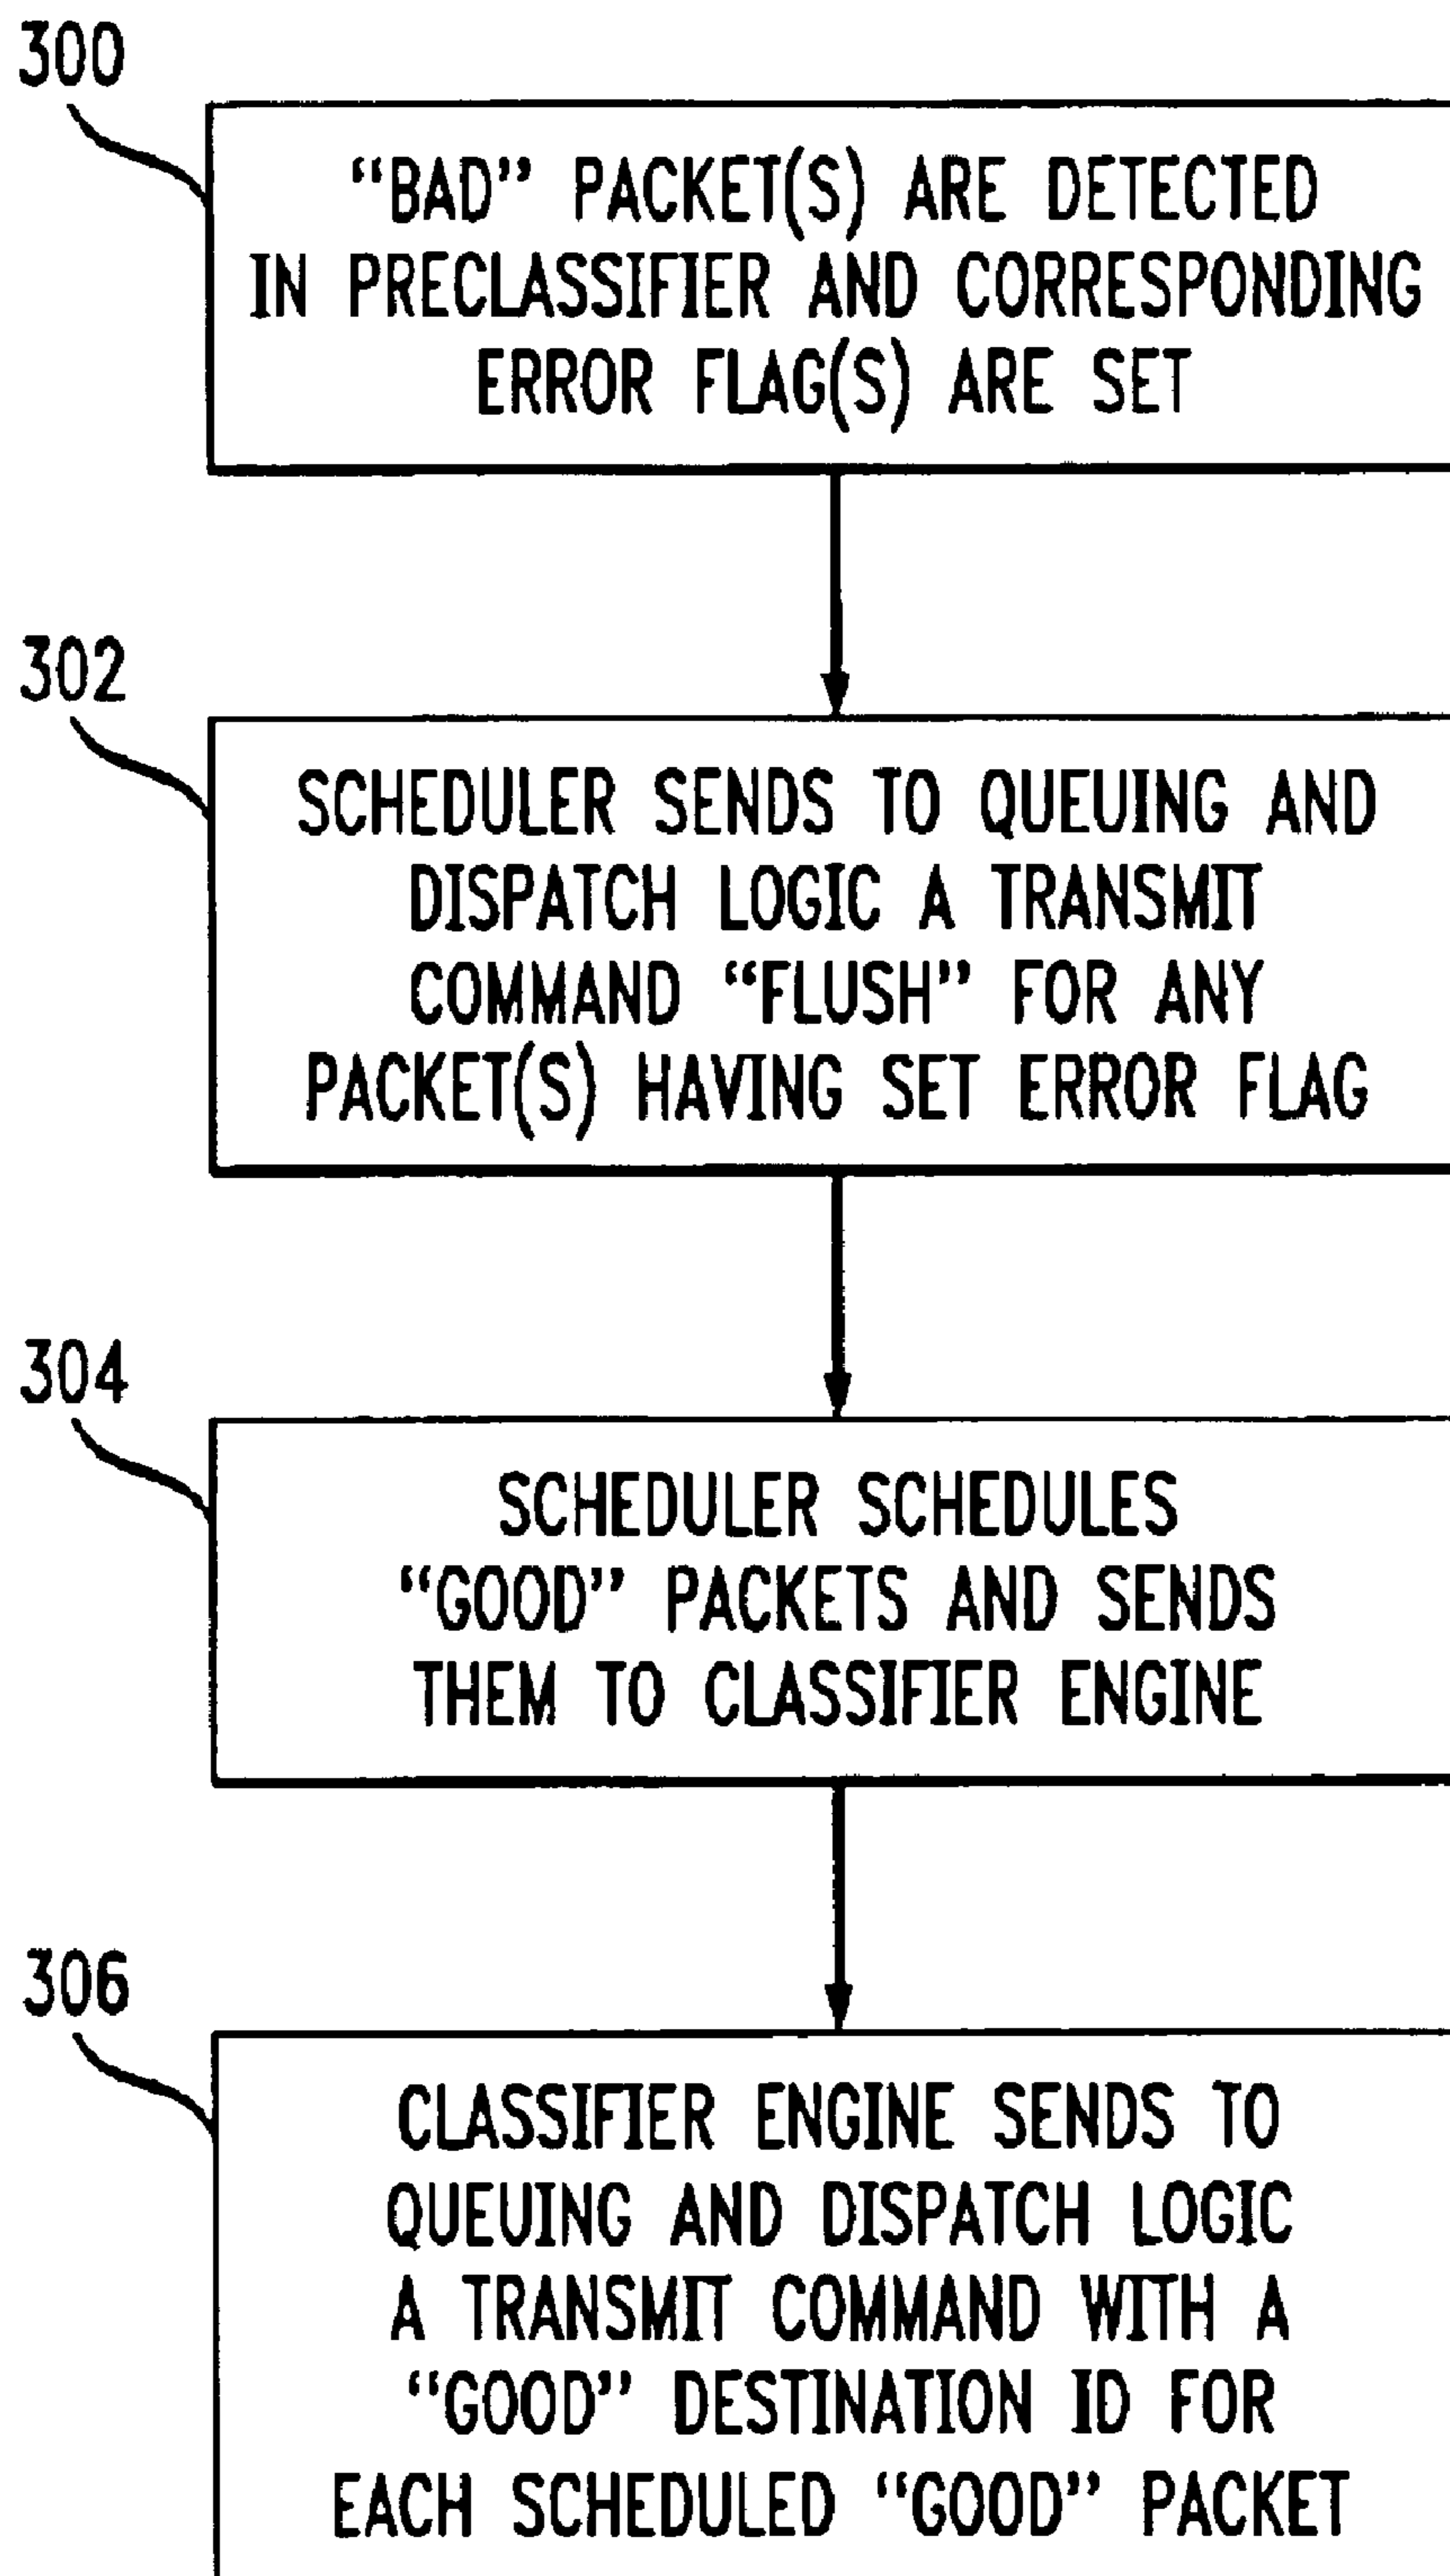 300
“BAD” PACKET(S) ARE DETECTED
IN PRECLASSIFIER AND CORRESPONDING
ERROR FLAG(S) ARE SET
302
SCHEDULER SENDS TO QUEUING AND
DISPATCH LOGIC A TRANSMIT
COMMAND “FLUSH” FOR ANY
PACKET(S) HAVING SET ERROR FLAG
304
SCHEDULER SCHEDULES
“GOOD” PACKETS AND SENDS
THEM TO CLASSIFIER ENGINE
306
CLASSIFIER ENGINE SENDS TO
QUEUING AND DISPATCH LOGIC
A TRANSMIT COMMAND WITH A
“GOOD” DESTINATION ID FOR
EACH SCHEDULED “GOOD” PACKET